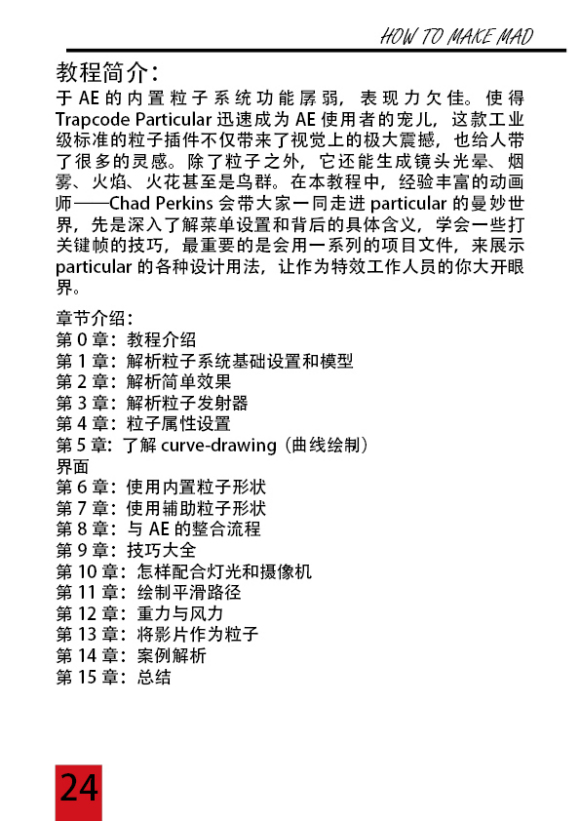 HOW TO MAKE MAD
教程简介：
于 AE 的内置粒子系统功能孱弱，表现力欠佳。使得
Trapcode Particular 迅速成为 AE 使用者的宠儿，这款工业
级标准的粒子插件不仅带来了视觉上的极大震撼，也给人带
了很多的灵感。除了粒子之外，它还能生成镜头光晕、烟
雾、火焰、火花甚至是鸟群。在本教程中，经验丰富的动画
师——Chad Perkins 会带大家一同走进 particular 的曼妙世
界，先是深入了解菜单设置和背后的具体含义，学会一些打
关键帧的技巧，最重要的是会用一系列的项目文件，来展示
particular 的各种设计用法，让作为特效工作人员的你大开眼
界。
章节介绍：
第 0 章：教程介绍
第 1 章：解析粒子系统基础设置和模型
第 2 章：解析简单效果
第 3 章：解析粒子发射器
第 4 章：粒子属性设置
第 5 章: 了解 curve-drawing（曲线绘制）
界面
第 6 章：使用内置粒子形状
第 7 章：使用辅助粒子形状
第 8 章：与 AE 的整合流程
第 9 章：技巧大全
第 10 章：怎样配合灯光和摄像机
第 11 章：绘制平滑路径
第 12 章：重力与风力
第 13 章：将影片作为粒子
第 14 章：案例解析
第 15 章：总结
24